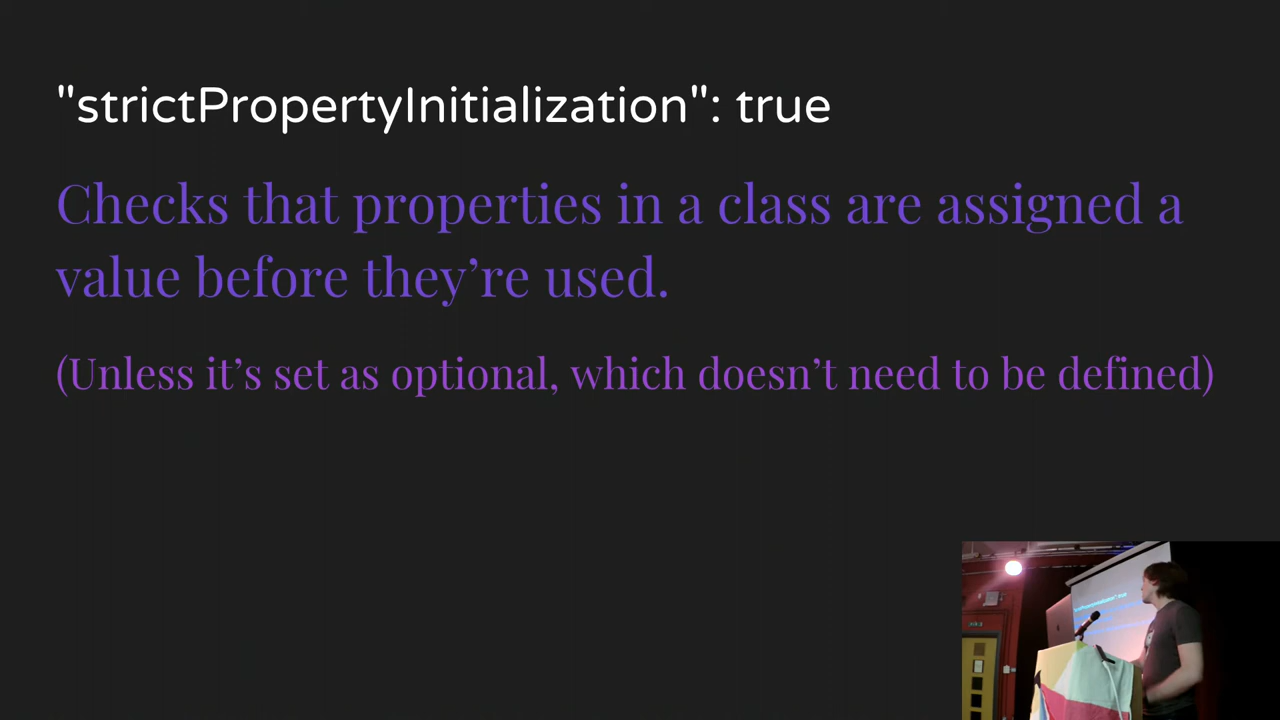 "strictPropertyInitialization": true
Checks that properties in a class are assigned a
value before they’re used.
(Unless it’s set as optional, which doesn’t need to be defined)